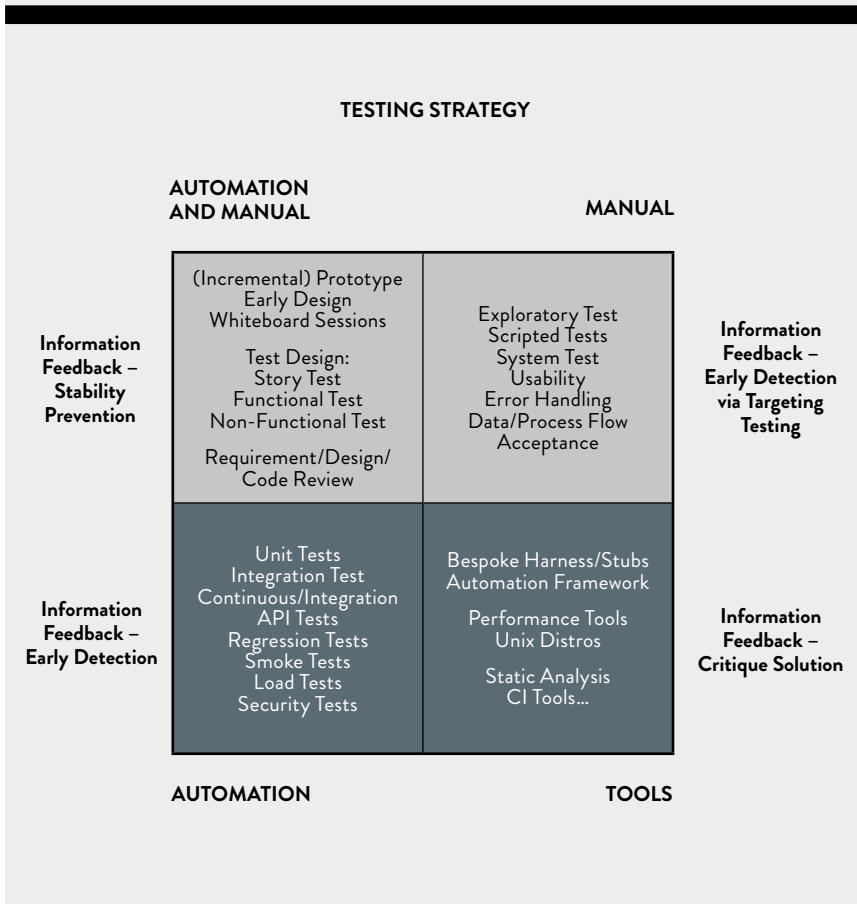 TESTING STRATEGY
AUTOMATION
AND MANUAL
MANUAL
Information
Feedback –
Stability
Prevention
(Incremental) Prototype
Early Design
Whiteboard Sessions
Test Design:
Story Test
Functional Test
Non-Functional Test
Requirement/Design/
Code Review
Exploratory Test
Scripted Tests
System Test
Usability
Error Handling
Data/Process Flow
Acceptance
Information
Feedback –
Early Detection
via Targeting
Testing
Information
Feedback –
Early Detection
Unit Tests
Integration Test
Continuous/Integration
API Tests
Regression Tests
Smoke Tests
Load Tests
Security Tests
Bespoke Harness/Stubs
Automation Framework
Performance Tools
Unix Distros
Static Analysis
CI Tools…
Information
Feedback –
Critique Solution
AUTOMATION
TOOLS